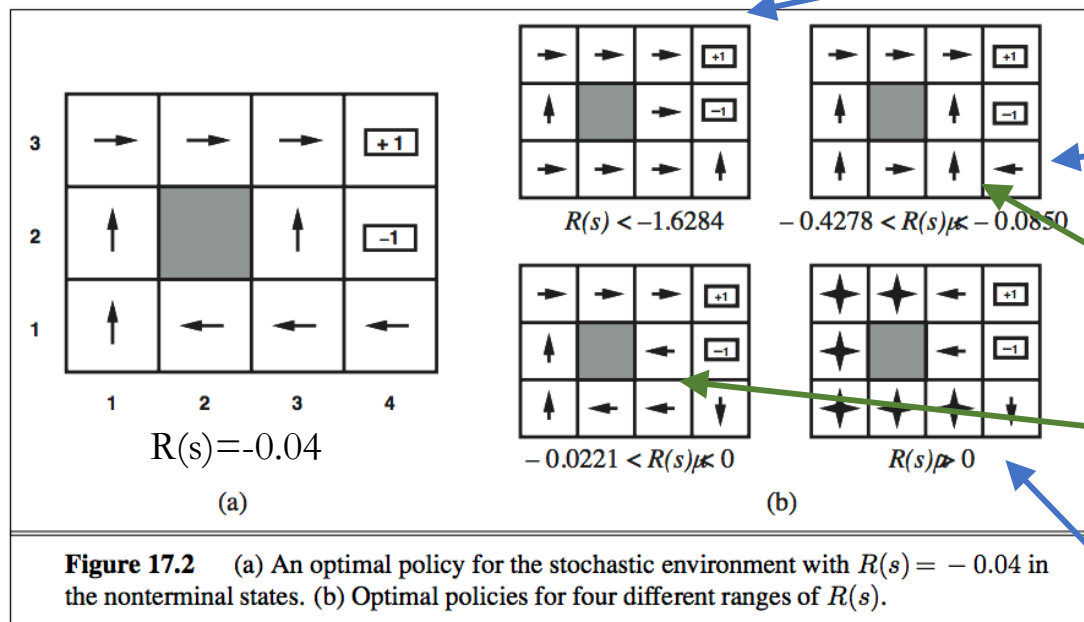 3
+1
2
-1
1
1 2 3 4
R(s)=-0.04
(a)
+1
-1
R(s) < -1.6284
+1
-1
- 0.4278 < R(s) < - 0.0850
+1
-1
- 0.0221 < R(s) < 0
+1
-1
R(s) > 0
(b)
Figure 17.2 (a) An optimal policy for the stochastic environment with R(s) = - 0.04 in
the nonterminal states. (b) Optimal policies for four different ranges of R(s).